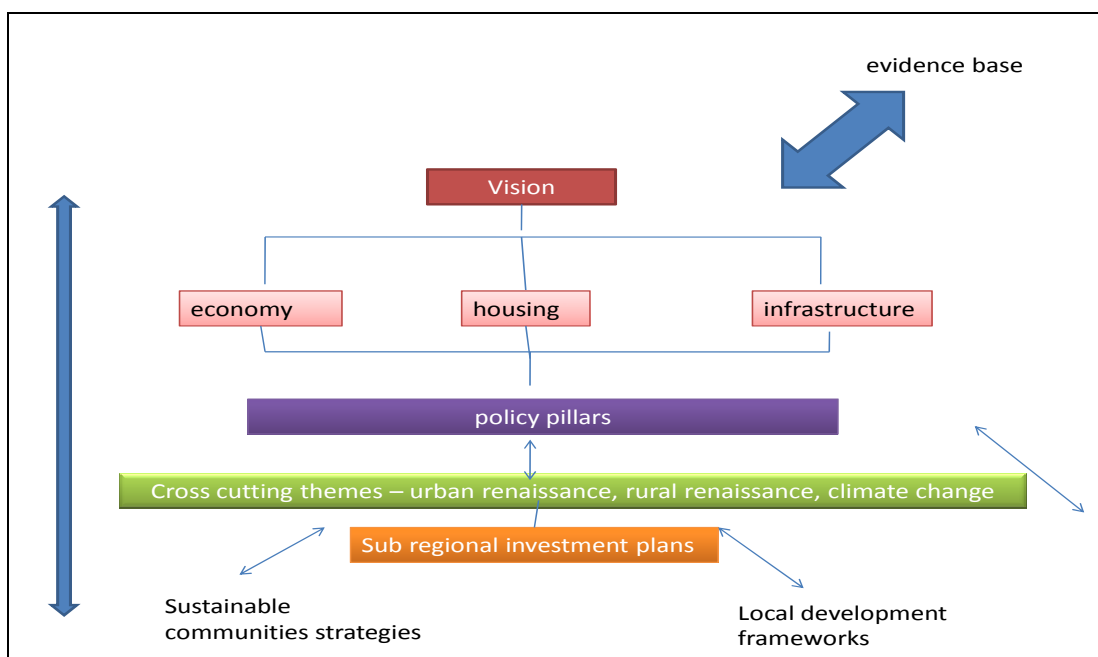 evidence base
Vision
economy
housing
infrastructure
policy pillars
Cross cutting themes – urban renaissance, rural renaissance, climate change
Sub regional investment plans
Sustainable
communities strategies
Local development
frameworks